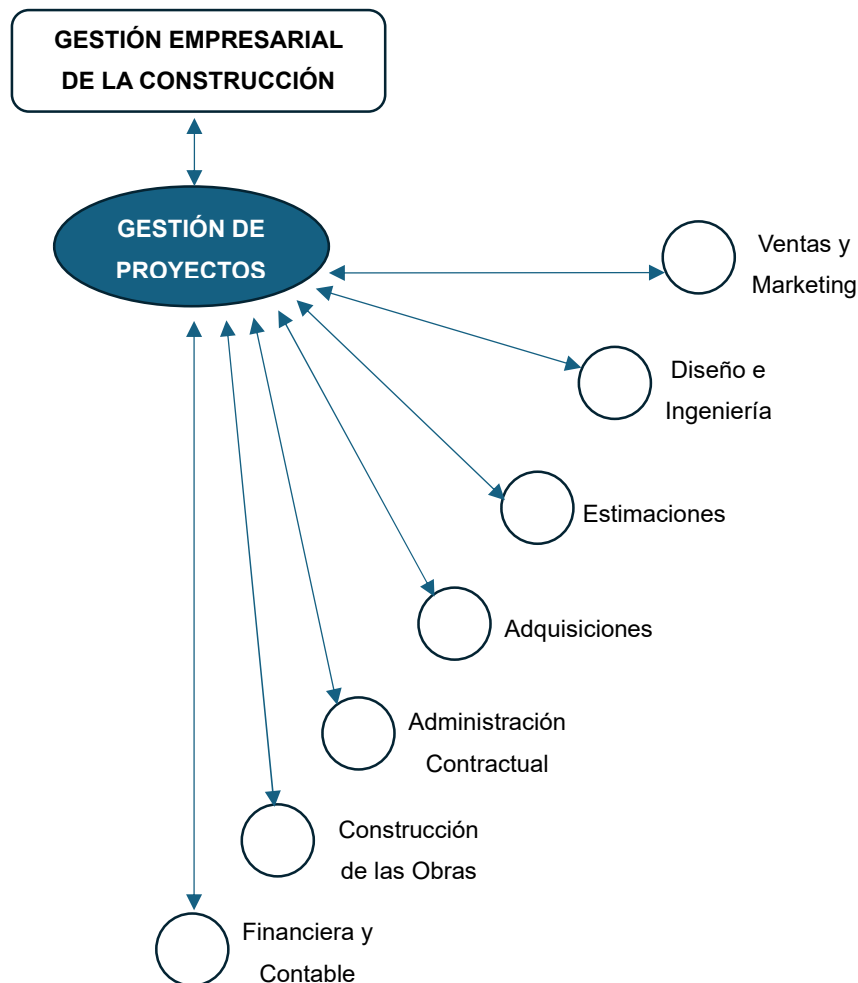 GESTIÓN EMPRESARIAL
DE LA CONSTRUCCIÓN
GESTIÓN DE
PROYECTOS
Ventas y
Marketing
Diseño e
Ingeniería
Estimaciones
Adquisiciones
Administración
Contractual
Construcción
de las Obras
Financiera y
Contable